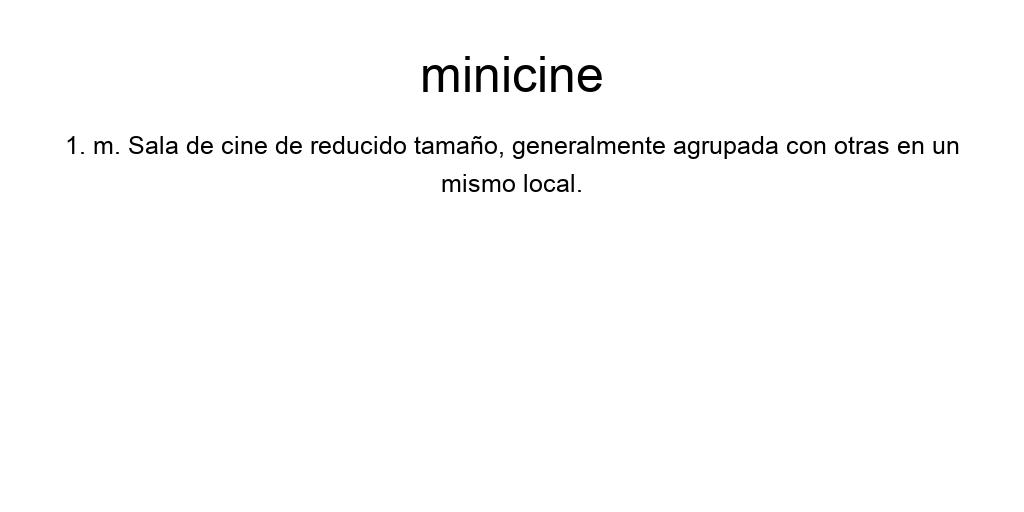 minicine
1. m. Sala de cine de reducido tamaño, generalmente agrupada con otras en un
mismo local.